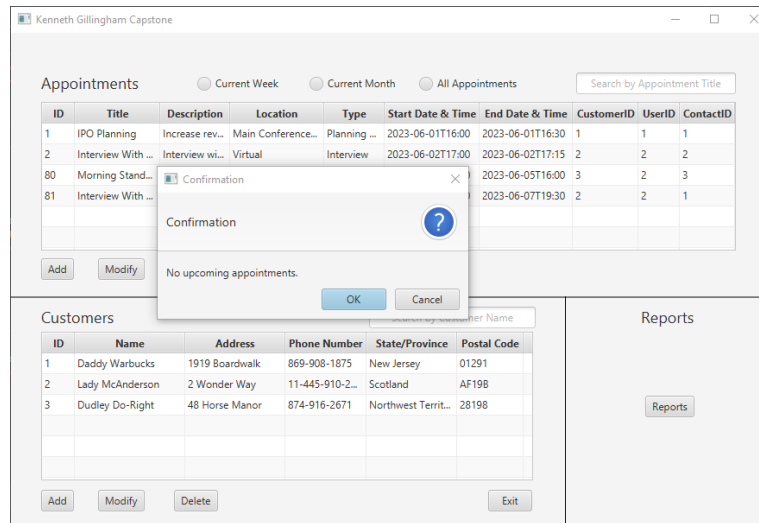 Kenneth Gillingham Capstone
Appointments Current Week Current Month All Appointments Search by Appointment Title
ID Title Description Location Type Start Date & Time End Date & Time CustomerID UserID ContactID
1 IPO Planning Increase rev... Main Conference... Planning ... 2023-06-01T16:00 2023-06-01T16:30 1 1 1
2 Interview With ... Interview wi... Virtual Interview 2023-06-02T17:00 2023-06-02T17:15 2 2 2
80 Morning Stand... 2023-06-05T16:00 3 2 3
81 Interview With ... 2023-06-07T19:30 2 2 1
Confirmation
Confirmation
No upcoming appointments.
OK Cancel
Add Modify
Customers Search by Customer Name
ID Name Address Phone Number State/Province Postal Code
1 Daddy Warbucks 1919 Boardwalk 869-908-1875 New Jersey 01291
2 Lady McAnderson 2 Wonder Way 11-445-910-2... Scotland AF19B
3 Dudley Do-Right 48 Horse Manor 874-916-2671 Northwest Territ... 28198
Add Modify Delete Exit
Reports
Reports